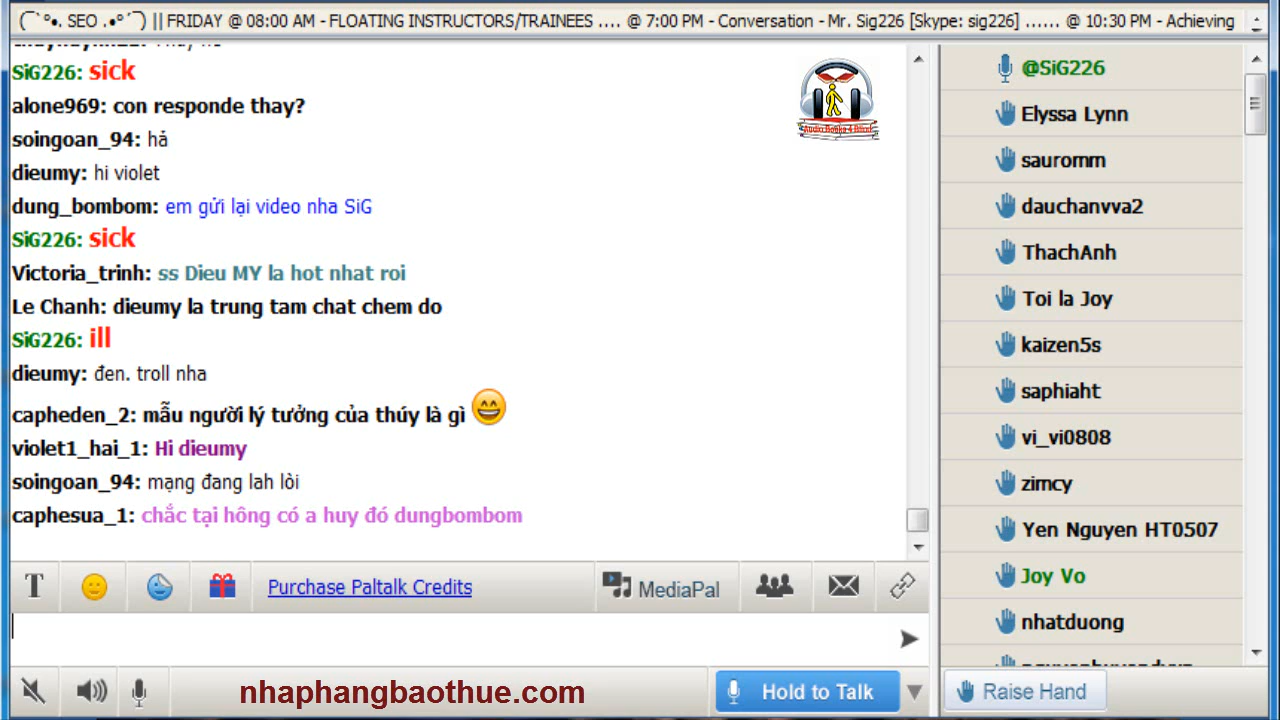 (¯`°•. SEO .•°´¯) || FRIDAY @ 08:00 AM - FLOATING INSTRUCTORS/TRAINEES .... @ 7:00 PM - Conversation - Mr. Sig226 [Skype: sig226] ...... @ 10:30 PM - Achieving
SiG226: sick
alone969: con responde thay?
soingoan_94: hả
dieumy: hi violet
dung_bombom: em gửi lại video nha SiG
SiG226: sick
Victoria_trinh: ss Dieu MY la hot nhat roi
Le Chanh: dieumy la trung tam chat chem do
SiG226: ill
dieumy: đen. troll nha
capheden_2: mẫu người lý tưởng của thúy là gì
violet1_hai_1: Hi dieumy
soingoan_94: mạng đang lah lòi
caphesua_1: chắc tại hông có a huy đó dungbombom
Audio Books 4 Blind
@SiG226
Elyssa Lynn
sauromm
dauchanvva2
ThachAnh
Toi la Joy
kaizen5s
saphiaht
vi_vi0808
zimcy
Yen Nguyen HT0507
Joy Vo
nhatduong
T
Purchase Paltalk Credits
MediaPal
nhaphangbaothue.com
Hold to Talk
Raise Hand